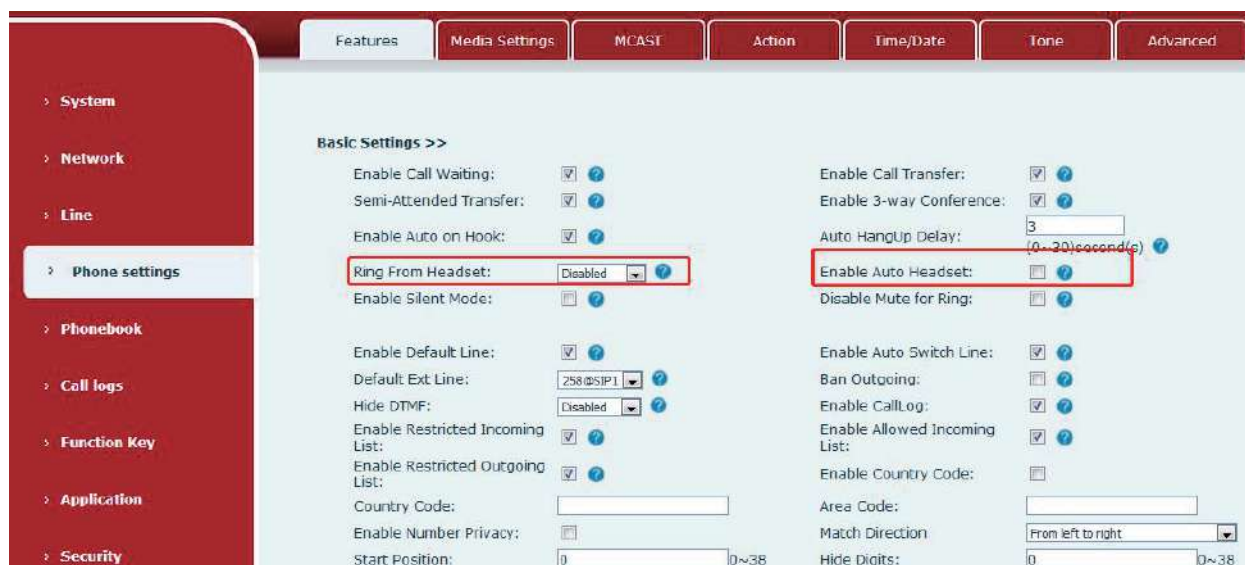 Features Media Settings MCAST Action Time/Date Tone Advanced
› System
› Network
› Line
› Phone settings
› Phonebook
› Call logs
› Function Key
› Application
› Security
Basic Settings >>
Enable Call Waiting: Enable Call Transfer:
Semi-Attended Transfer: Enable 3-way Conference:
Enable Auto on Hook: Auto HangUp Delay: 3
(0~30)second(s)
Ring From Headset: Disabled Enable Auto Headset:
Enable Silent Mode: Disable Mute for Ring:
Enable Default Line: Enable Auto Switch Line:
Default Ext Line: 258@SIP1 Ban Outgoing:
Hide DTMF: Disabled Enable CallLog:
Enable Restricted Incoming List: Enable Allowed Incoming List:
Enable Restricted Outgoing List: Enable Country Code:
Country Code: Area Code:
Enable Number Privacy: Match Direction From left to right
Start Position: 0 0~38 Hide Digits: 0 0~38